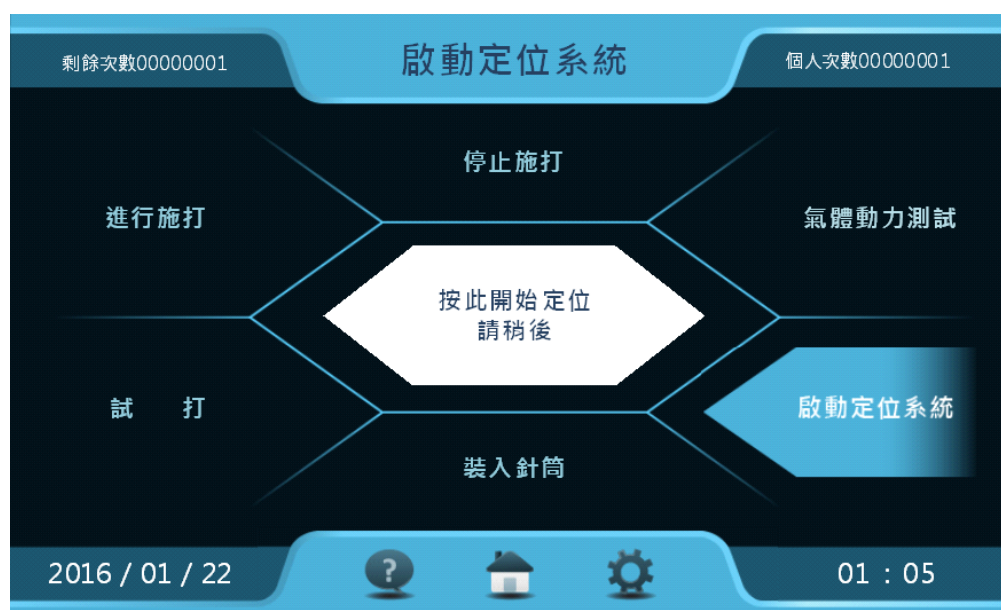 剩餘次數00000001
啟動定位系統
個人次數00000001
停止施打
進行施打
氣體動力測試
按此開始定位
請稍後
試 打
啟動定位系統
裝入針筒
2016 / 01 / 22
?
01 : 05